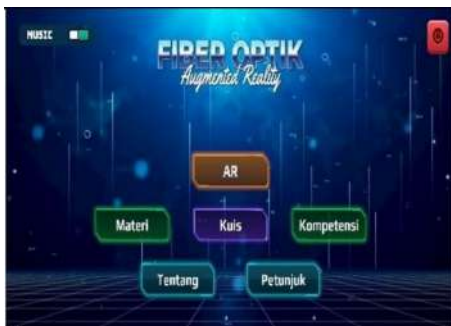 MUSIC
FIBER OPTIK
Augmented Reality
AR
Materi
Kuis
Kompetensi
Tentang
Petunjuk